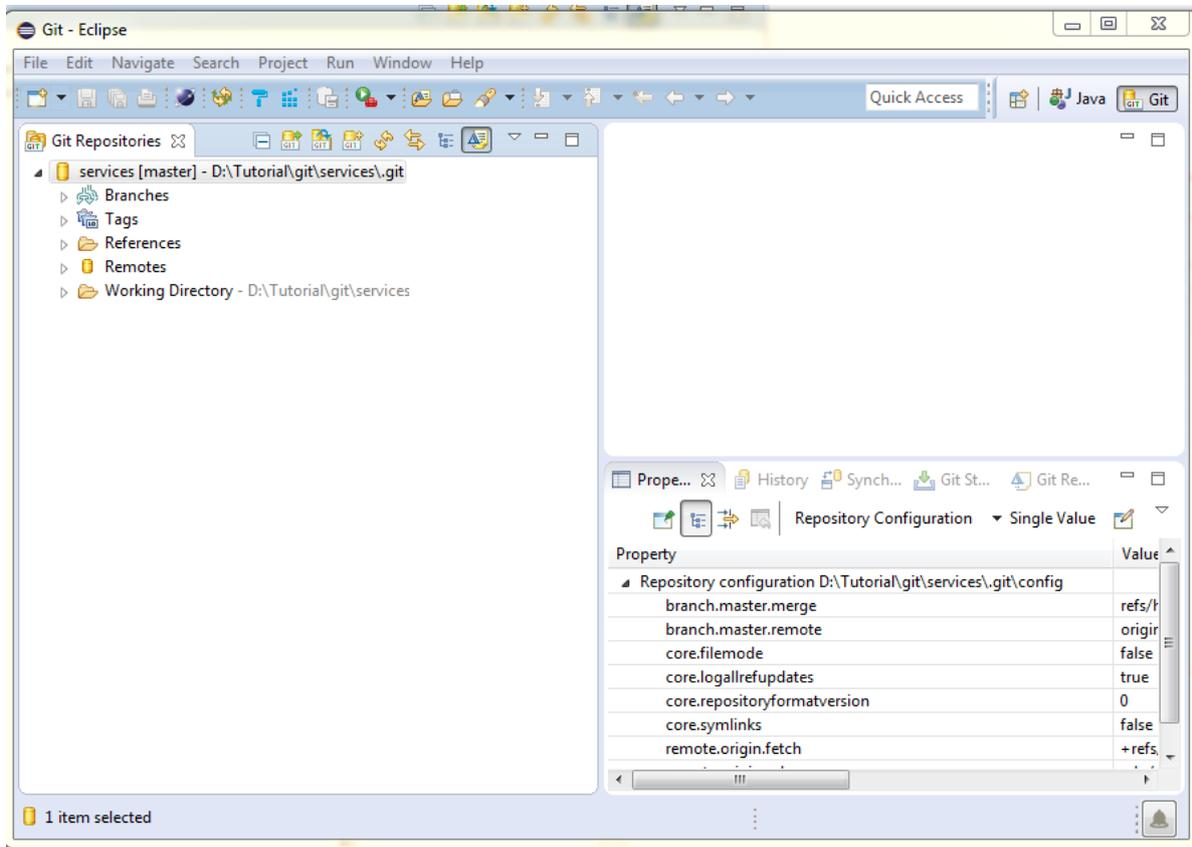 Git - Eclipse
File Edit Navigate Search Project Run Window Help
Quick Access Java Git
Git Repositories
services [master] - D:\Tutorial\git\services\.git
Branches
Tags
References
Remotes
Working Directory - D:\Tutorial\git\services
Prope... History Synch... Git St... Git Re...
Repository Configuration Single Value
Property Value
Repository configuration D:\Tutorial\git\services\.git\config
branch.master.merge refs/h
branch.master.remote origin
core.filemode false
core.logallrefupdates true
core.repositoryformatversion 0
core.symlinks false
remote.origin.fetch +refs,
1 item selected